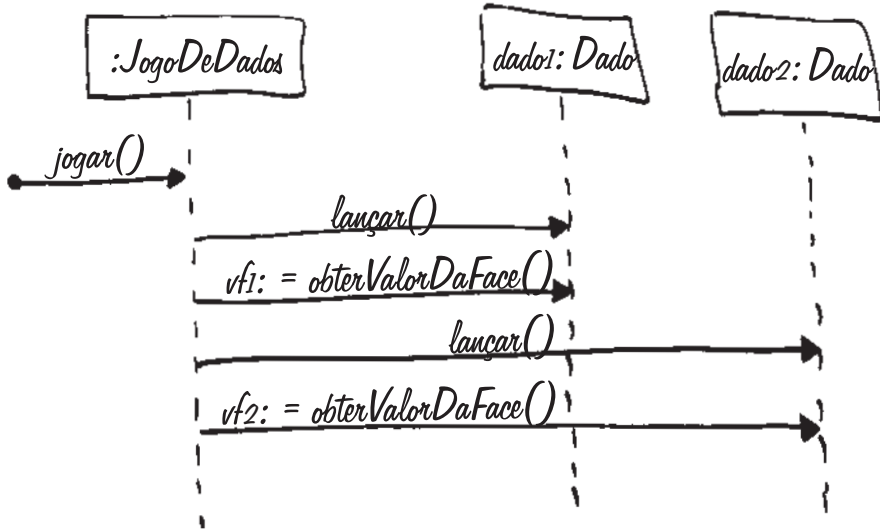 :JogoDeDados
dado1: Dado
dado2: Dado
jogar()
lançar()
vf1: = obterValorDaFace()
lançar()
vf2: = obterValorDaFace()